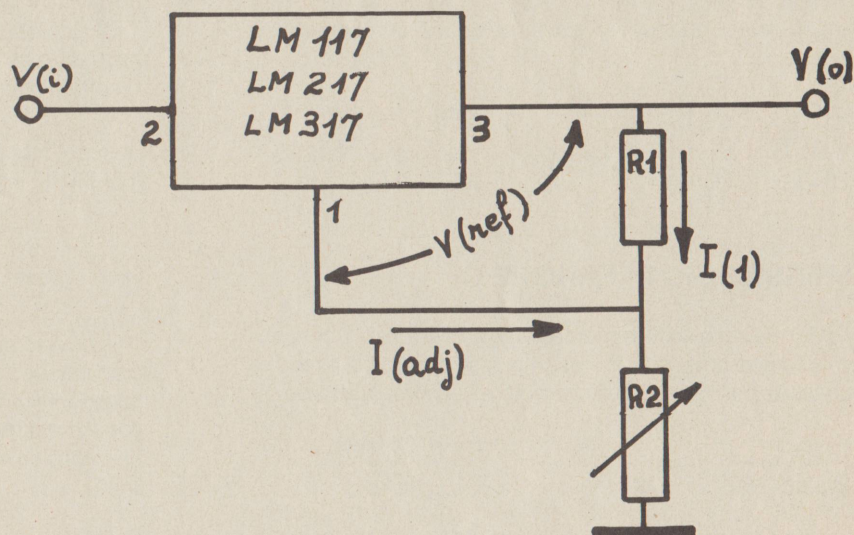 LM 117
LM 217
LM 317
V(i)
V(o)
2
3
1
V(ref)
R1
I(1)
I(adj)
R2